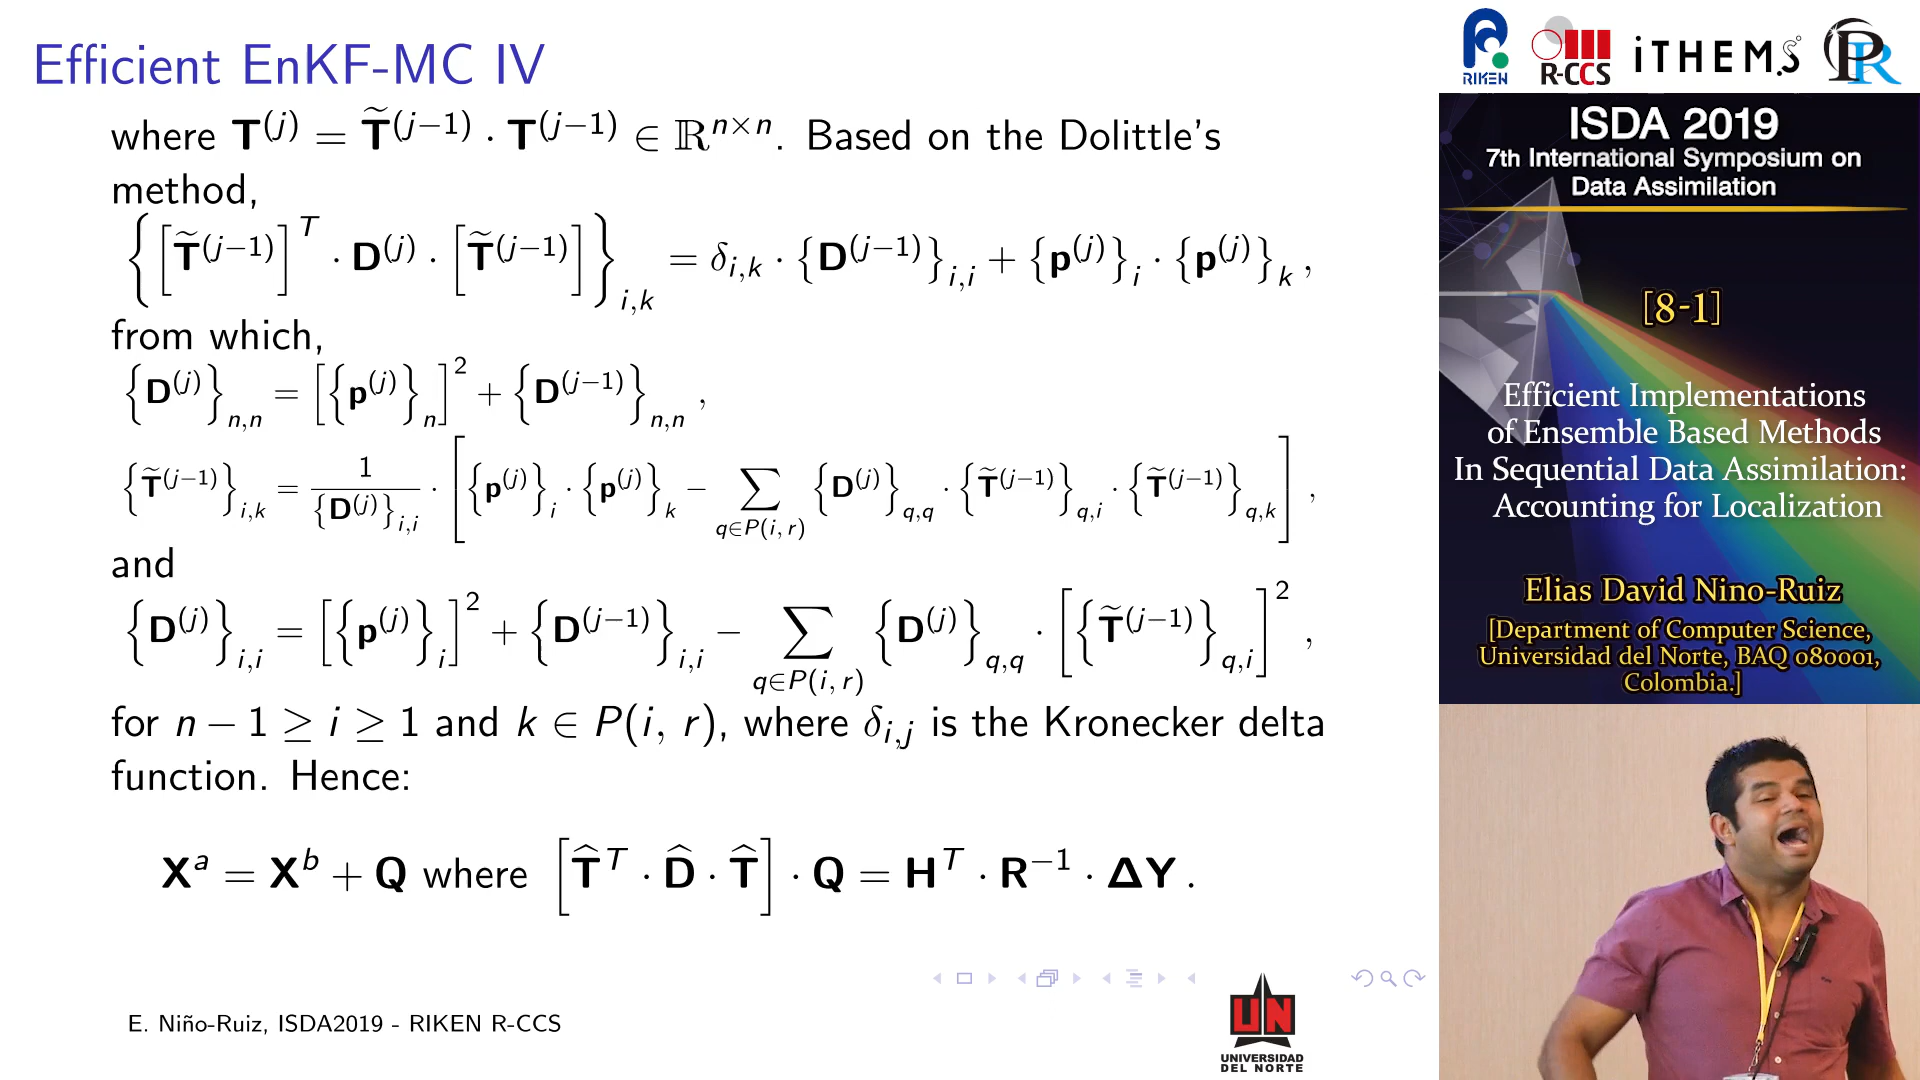 Efficient EnKF-MC IV
where T^(j) = T̃^(j−1) · T^(j−1) ∈ ℝ^{n×n}. Based on the Dolittle's
method,
{[T̃^(j−1)]^T · D^(j) · [T̃^(j−1)]}_{i,k} = δ_{i,k} · {D^(j−1)}_{i,i} + {p^(j)}_i · {p^(j)}_k ,
from which,
{D^(j)}_{n,n} = [{p^(j)}_n]^2 + {D^(j−1)}_{n,n} ,
{T̃^(j−1)}_{i,k} = 1/{D^(j)}_{i,i} · [{p^(j)}_i · {p^(j)}_k − ∑_{q∈P(i, r)} {D^(j)}_{q,q} · {T̃^(j−1)}_{q,i} · {T̃^(j−1)}_{q,k}] ,
and
{D^(j)}_{i,i} = [{p^(j)}_i]^2 + {D^(j−1)}_{i,i} − ∑_{q∈P(i, r)} {D^(j)}_{q,q} · [{T̃^(j−1)}_{q,i}]^2 ,
for n − 1 ≥ i ≥ 1 and k ∈ P(i, r), where δ_{i,j} is the Kronecker delta
function. Hence:
X^a = X^b + Q where [T̂^T · D̂ · T̂] · Q = H^T · R^{−1} · ΔY .
E. Niño-Ruiz, ISDA2019 - RIKEN R-CCS
UN
UNIVERSIDAD
DEL NORTE
RIKEN
R-CCS
iTHEMS
PR
ISDA 2019
7th International Symposium on
Data Assimilation
[8-1]
Efficient Implementations
of Ensemble Based Methods
In Sequential Data Assimilation:
Accounting for Localization
Elias David Nino-Ruiz
[Department of Computer Science,
Universidad del Norte, BAQ 080001,
Colombia.]